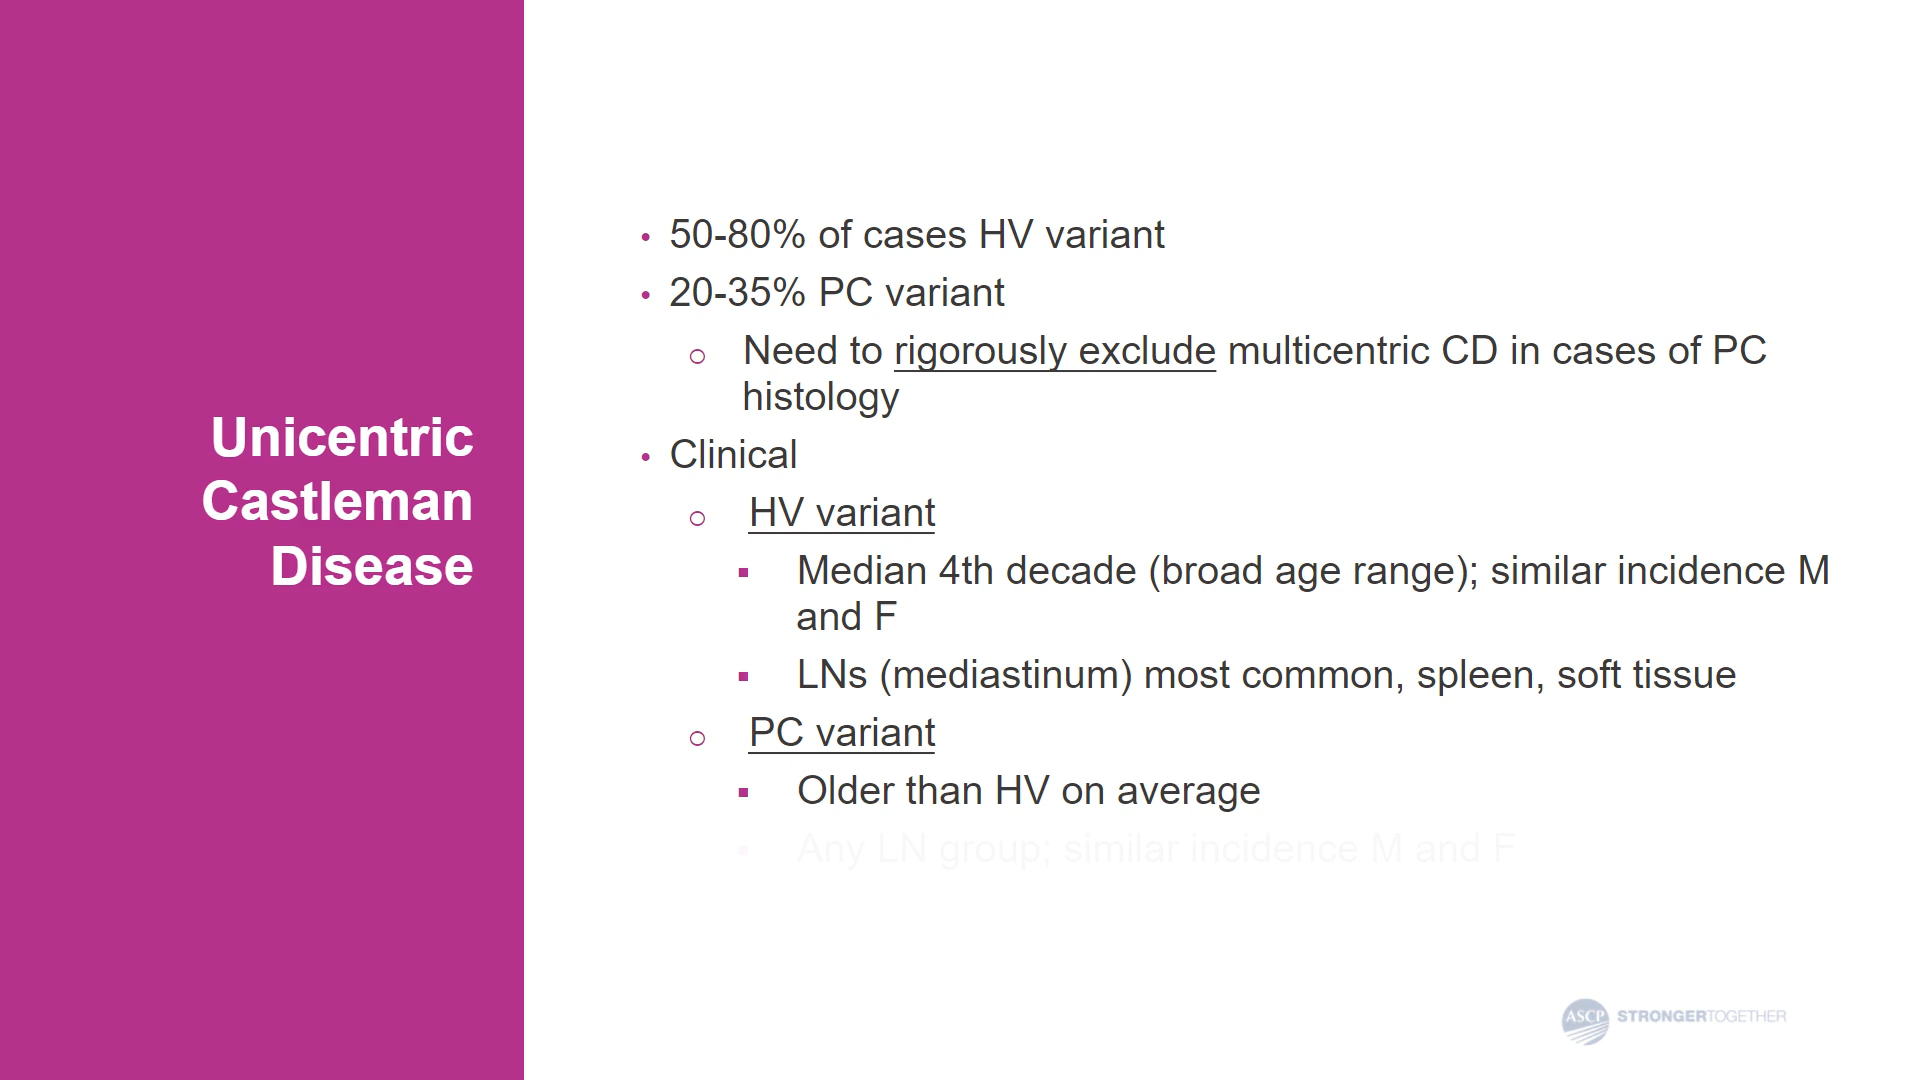 Unicentric
Castleman
Disease
• 50-80% of cases HV variant
• 20-35% PC variant
○ Need to rigorously exclude multicentric CD in cases of PC
histology
• Clinical
○ HV variant
▪ Median 4th decade (broad age range); similar incidence M
and F
▪ LNs (mediastinum) most common, spleen, soft tissue
○ PC variant
▪ Older than HV on average
▪ Any LN group; similar incidence M and F
ASCP STRONGERTOGETHER